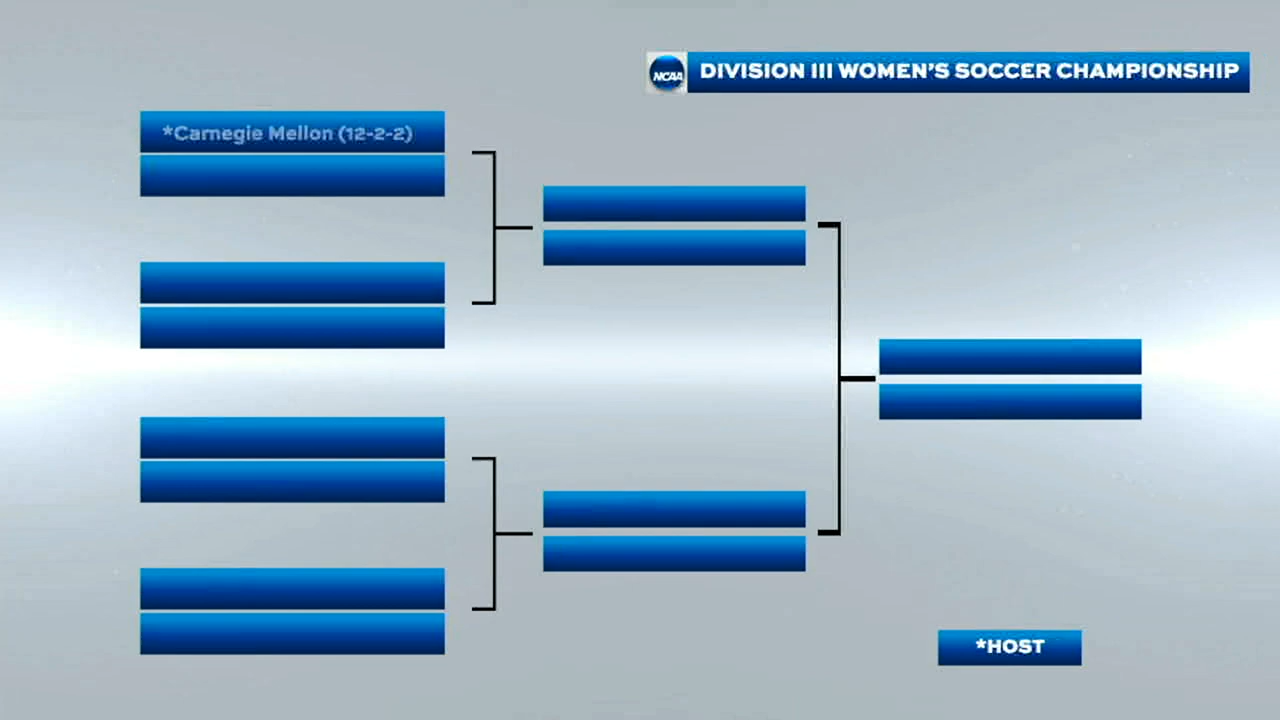 NCAA
DIVISION III WOMEN'S SOCCER CHAMPIONSHIP
*Carnegie Mellon (12-2-2)
*HOST